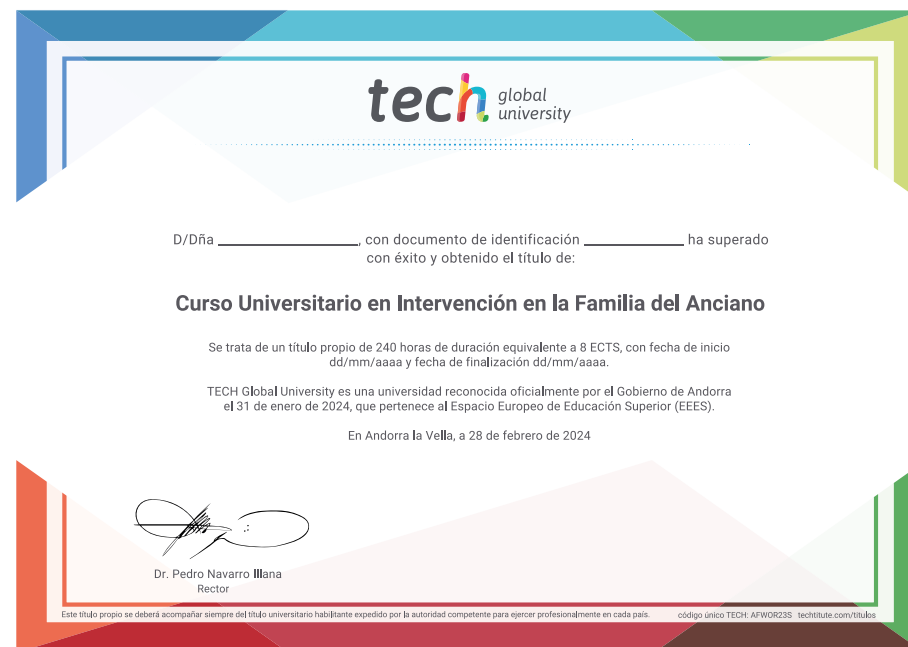 tech global university
D/Dña ____________________, con documento de identificación ______________ ha superado
con éxito y obtenido el título de:
Curso Universitario en Intervención en la Familia del Anciano
Se trata de un título propio de 240 horas de duración equivalente a 8 ECTS, con fecha de inicio
dd/mm/aaaa y fecha de finalización dd/mm/aaaa.
TECH Global University es una universidad reconocida oficialmente por el Gobierno de Andorra
el 31 de enero de 2024, que pertenece al Espacio Europeo de Educación Superior (EEES).
En Andorra la Vella, a 28 de febrero de 2024
Dr. Pedro Navarro Illana
Rector
Este título propio se deberá acompañar siempre del título universitario habilitante expedido por la autoridad competente para ejercer profesionalmente en cada país. código único TECH: AFWOR23S techtitute.com/titulos